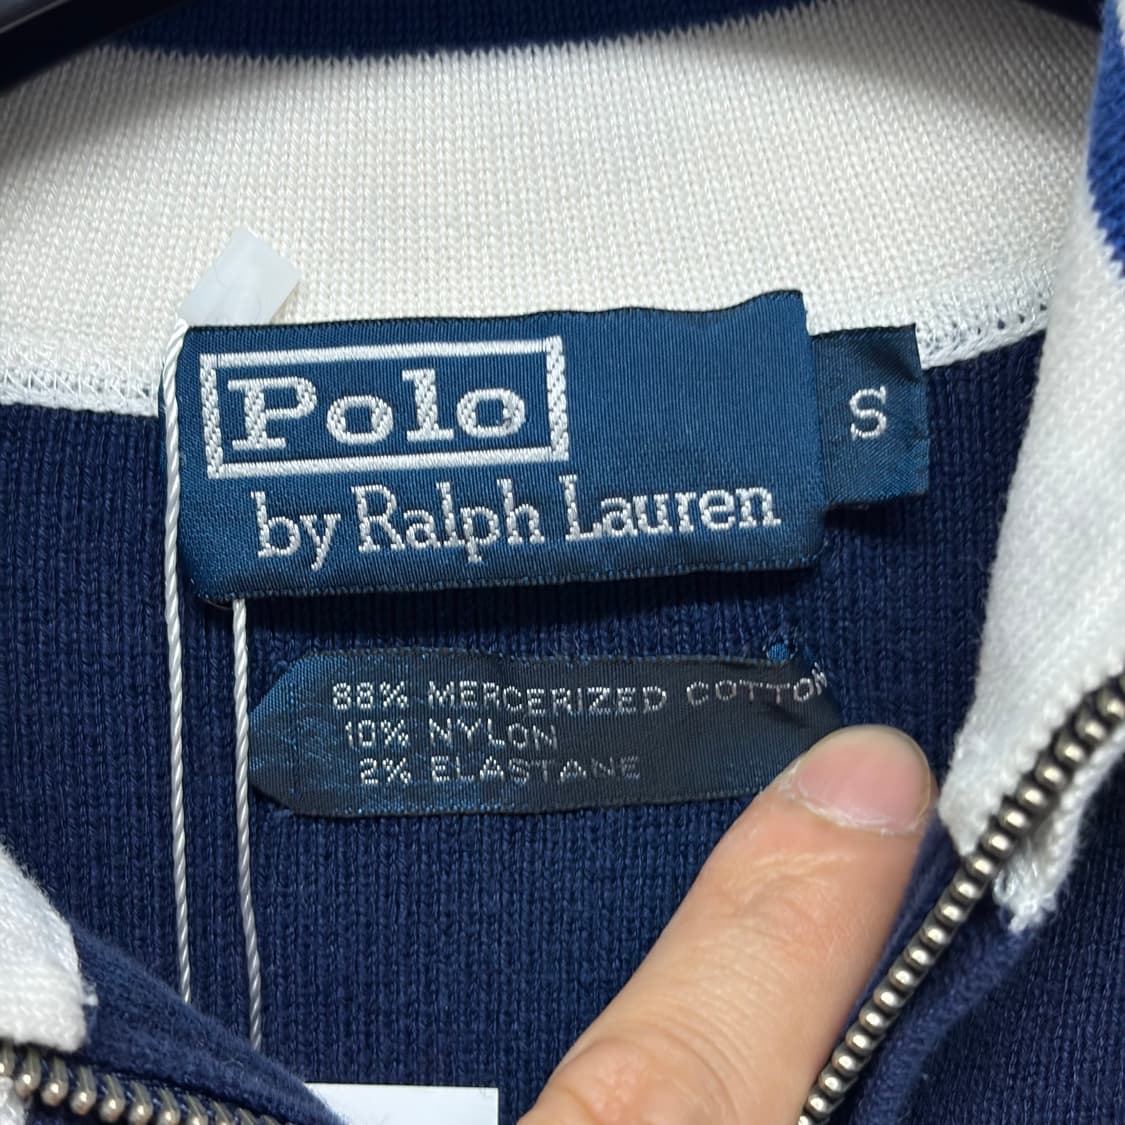 Polo
by Ralph Lauren
S
88% MERCERIZED COTTON
10% NYLON
2% ELASTANE